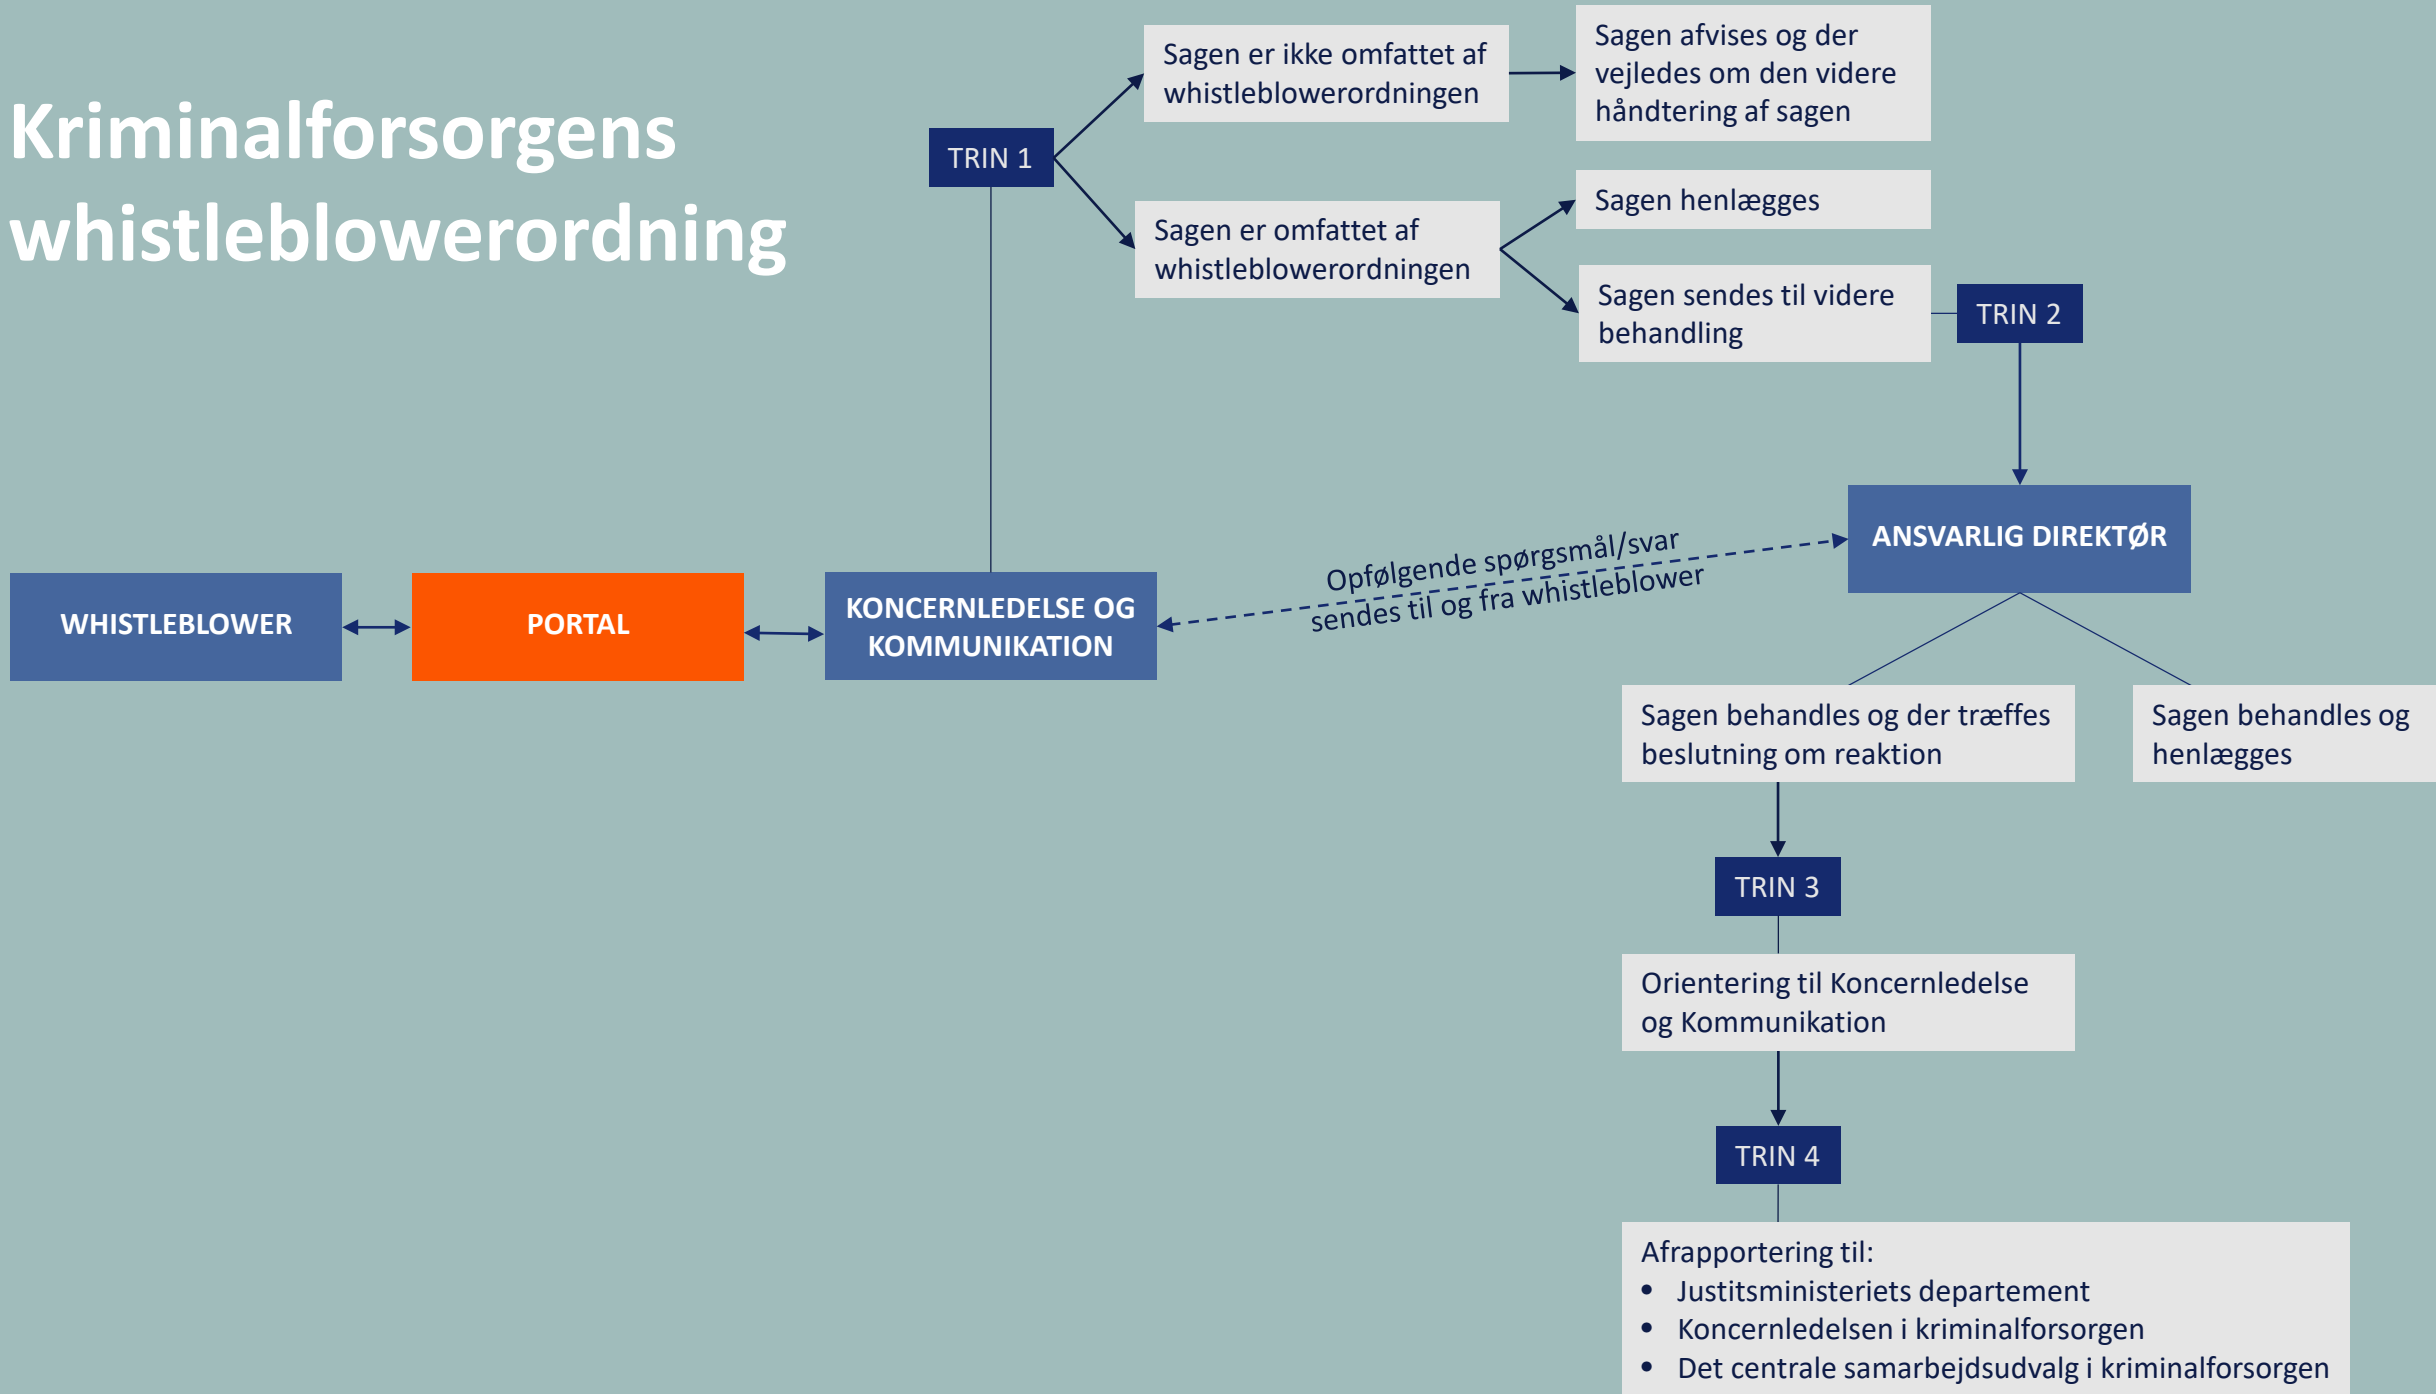 Kriminalforsorgens
whistleblowerordning
TRIN 1
Sagen er ikke omfattet af
whistleblowerordningen
Sagen afvises og der
vejledes om den videre
håndtering af sagen
Sagen er omfattet af
whistleblowerordningen
Sagen henlægges
Sagen sendes til videre
behandling
TRIN 2
WHISTLEBLOWER
PORTAL
KONCERNLEDELSE OG
KOMMUNIKATION
Opfølgende spørgsmål/svar
sendes til og fra whistleblower
ANSVARLIG DIREKTØR
Sagen behandles og der træffes
beslutning om reaktion
Sagen behandles og
henlægges
TRIN 3
Orientering til Koncernledelse
og Kommunikation
TRIN 4
Afrapportering til:
• Justitsministeriets departement
• Koncernledelsen i kriminalforsorgen
• Det centrale samarbejdsudvalg i kriminalforsorgen